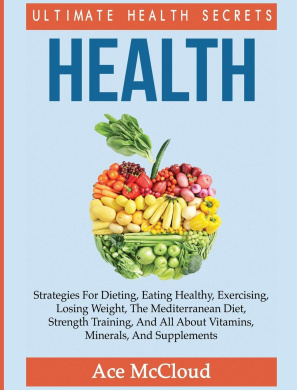 ULTIMATE HEALTH SECRETS
HEALTH
Strategies For Dieting, Eating Healthy, Exercising,
Losing Weight, The Mediterranean Diet,
Strength Training, And All About Vitamins,
Minerals, And Supplements
Ace McCloud